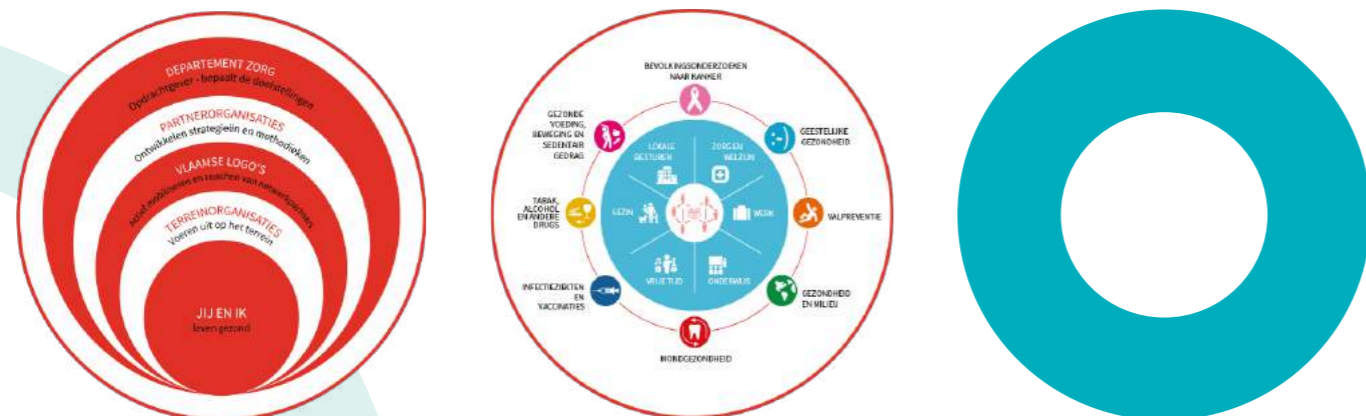 DEPARTEMENT ZORG
Opdrachtgever - bepaalt de doelstellingen
PARTNERORGANISATIES
Ontwikkelen strategieën en methodieken
VLAAMSE LOGO'S
Actief mobiliseren en coachen van netwerkpartners
TERREINORGANISATIES
Voeren uit op het terrein
JIJ EN IK
leven gezond
BEVOLKINGSONDERZOEKEN
NAAR KANKER
GEESTELIJKE
GEZONDHEID
VALPREVENTIE
GEZONDHEID
EN MILIEU
MONDGEZONDHEID
INFECTIEZIEKTEN
EN
VACCINATIES
TABAK,
ALCOHOL
EN ANDERE
DRUGS
GEZONDE
VOEDING,
BEWEGING EN
SEDENTAIR
GEDRAG
LOKALE
BESTUREN
ZORG EN
WELZIJN
WERK
ONDERWIJS
VRIJE TIJD
GEZIN